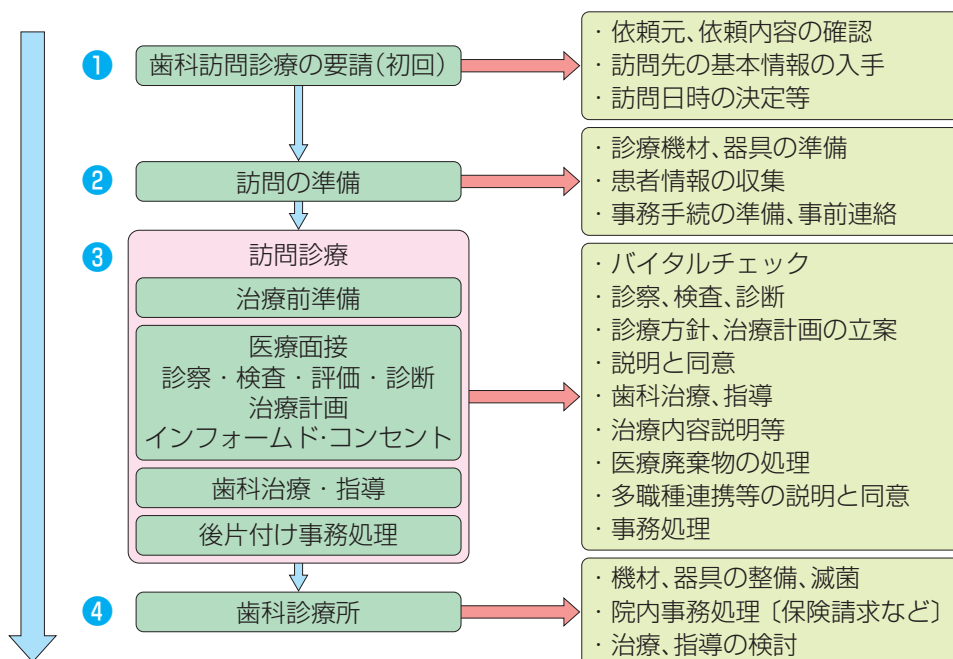 ❶ 歯科訪問診療の要請(初回)
・依頼元、依頼内容の確認
・訪問先の基本情報の入手
・訪問日時の決定等
❷ 訪問の準備
・診療機材、器具の準備
・患者情報の収集
・事務手続の準備、事前連絡
❸ 訪問診療
治療前準備
医療面接
診察・検査・評価・診断
治療計画
インフォームド・コンセント
歯科治療・指導
後片付け事務処理
・バイタルチェック
・診察、検査、診断
・診療方針、治療計画の立案
・説明と同意
・歯科治療、指導
・治療内容説明等
・医療廃棄物の処理
・多職種連携等の説明と同意
・事務処理
❹ 歯科診療所
・機材、器具の整備、滅菌
・院内事務処理〔保険請求など〕
・治療、指導の検討